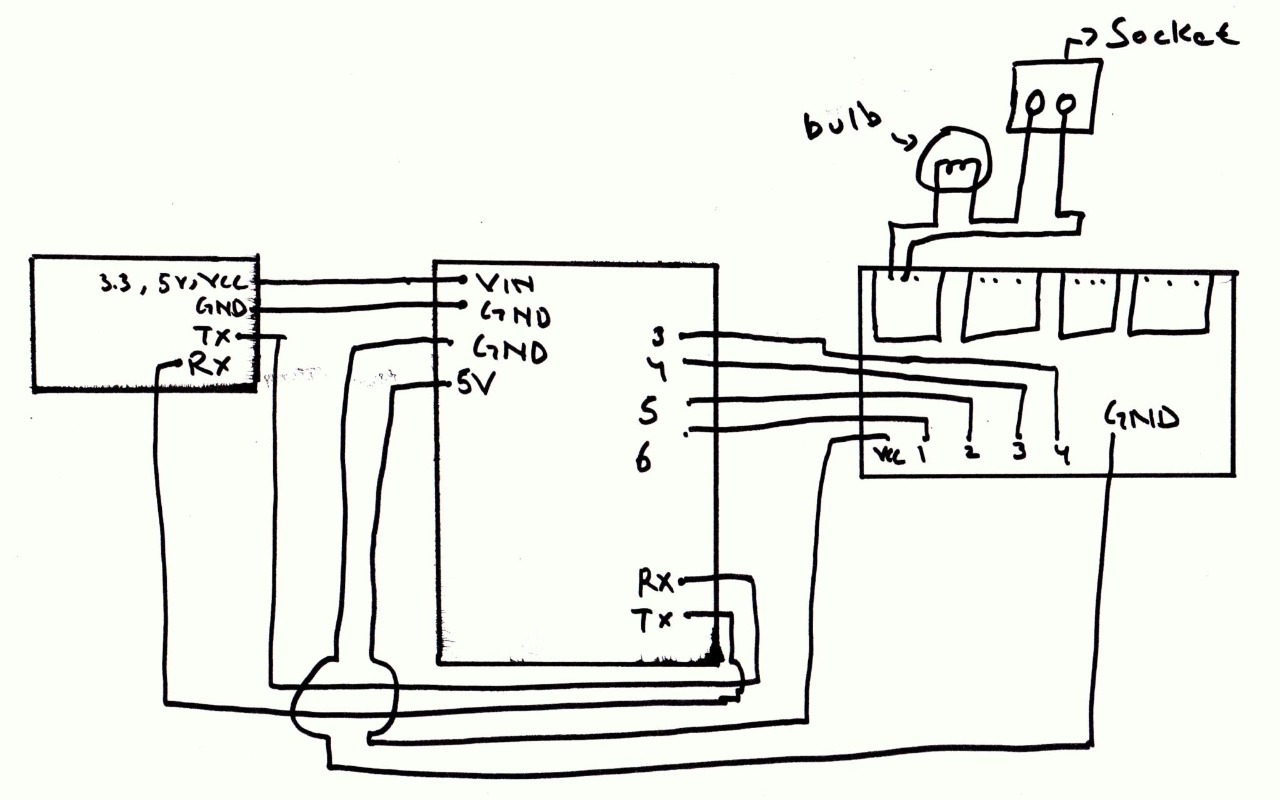 Socket
bulb
3.3, 5V, VCC
GND
TX
RX
VIN
GND
GND
5V
3
4
5
6
RX
TX
GND
VCC 1 2 3 4